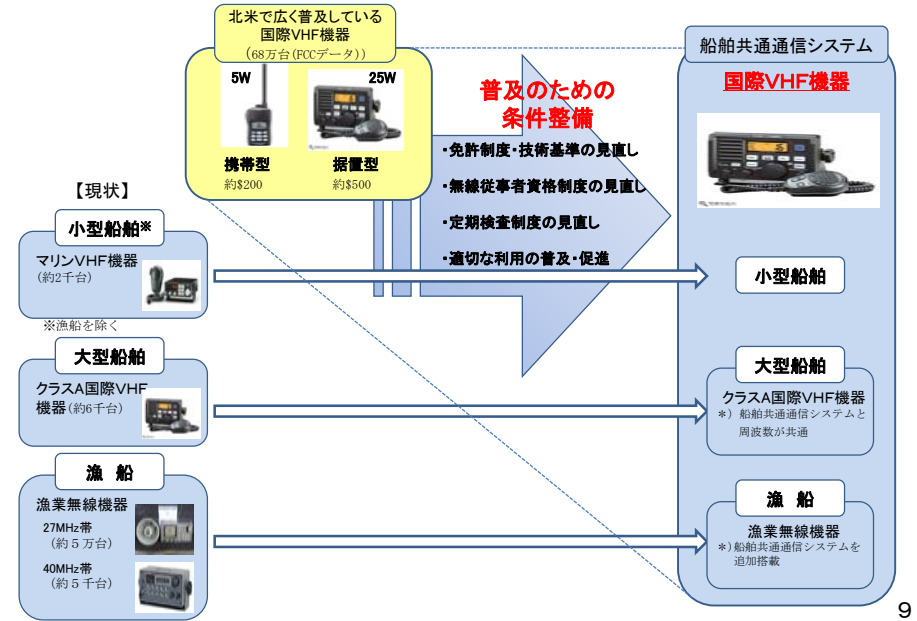 北米で広く普及している
国際VHF機器
(68万台(FCCデータ))
5W
25W
携帯型
据置型
約$200
約$500
普及のための
条件整備
・免許制度・技術基準の見直し
・無線従事者資格制度の見直し
・定期検査制度の見直し
・適切な利用の普及・促進
船舶共通通信システム
国際VHF機器
【現状】
小型船舶※
マリンVHF機器
(約2千台)
※漁船を除く
小型船舶
大型船舶
クラスA国際VHF
機器(約6千台)
大型船舶
クラスA国際VHF機器
*) 船舶共通通信システムと
周波数が共通
漁 船
漁業無線機器
27MHz帯
(約5万台)
40MHz帯
(約5千台)
漁 船
漁業無線機器
*)船舶共通通信システムを
追加搭載
9